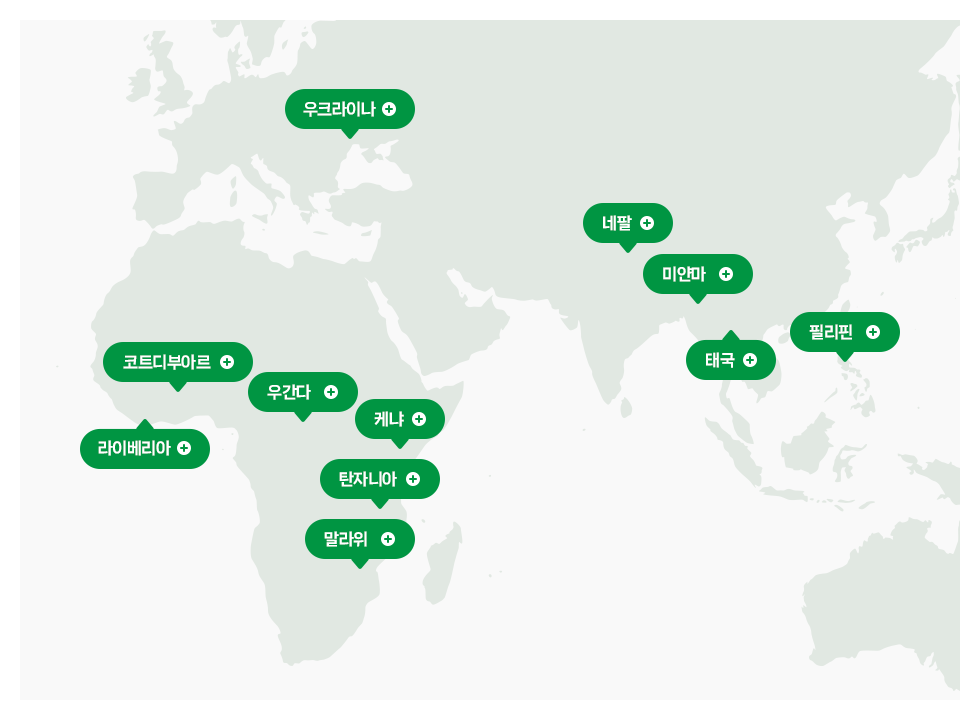 우크라이나
네팔
미얀마
필리핀
태국
코트디부아르
우간다
케냐
라이베리아
탄자니아
말라위